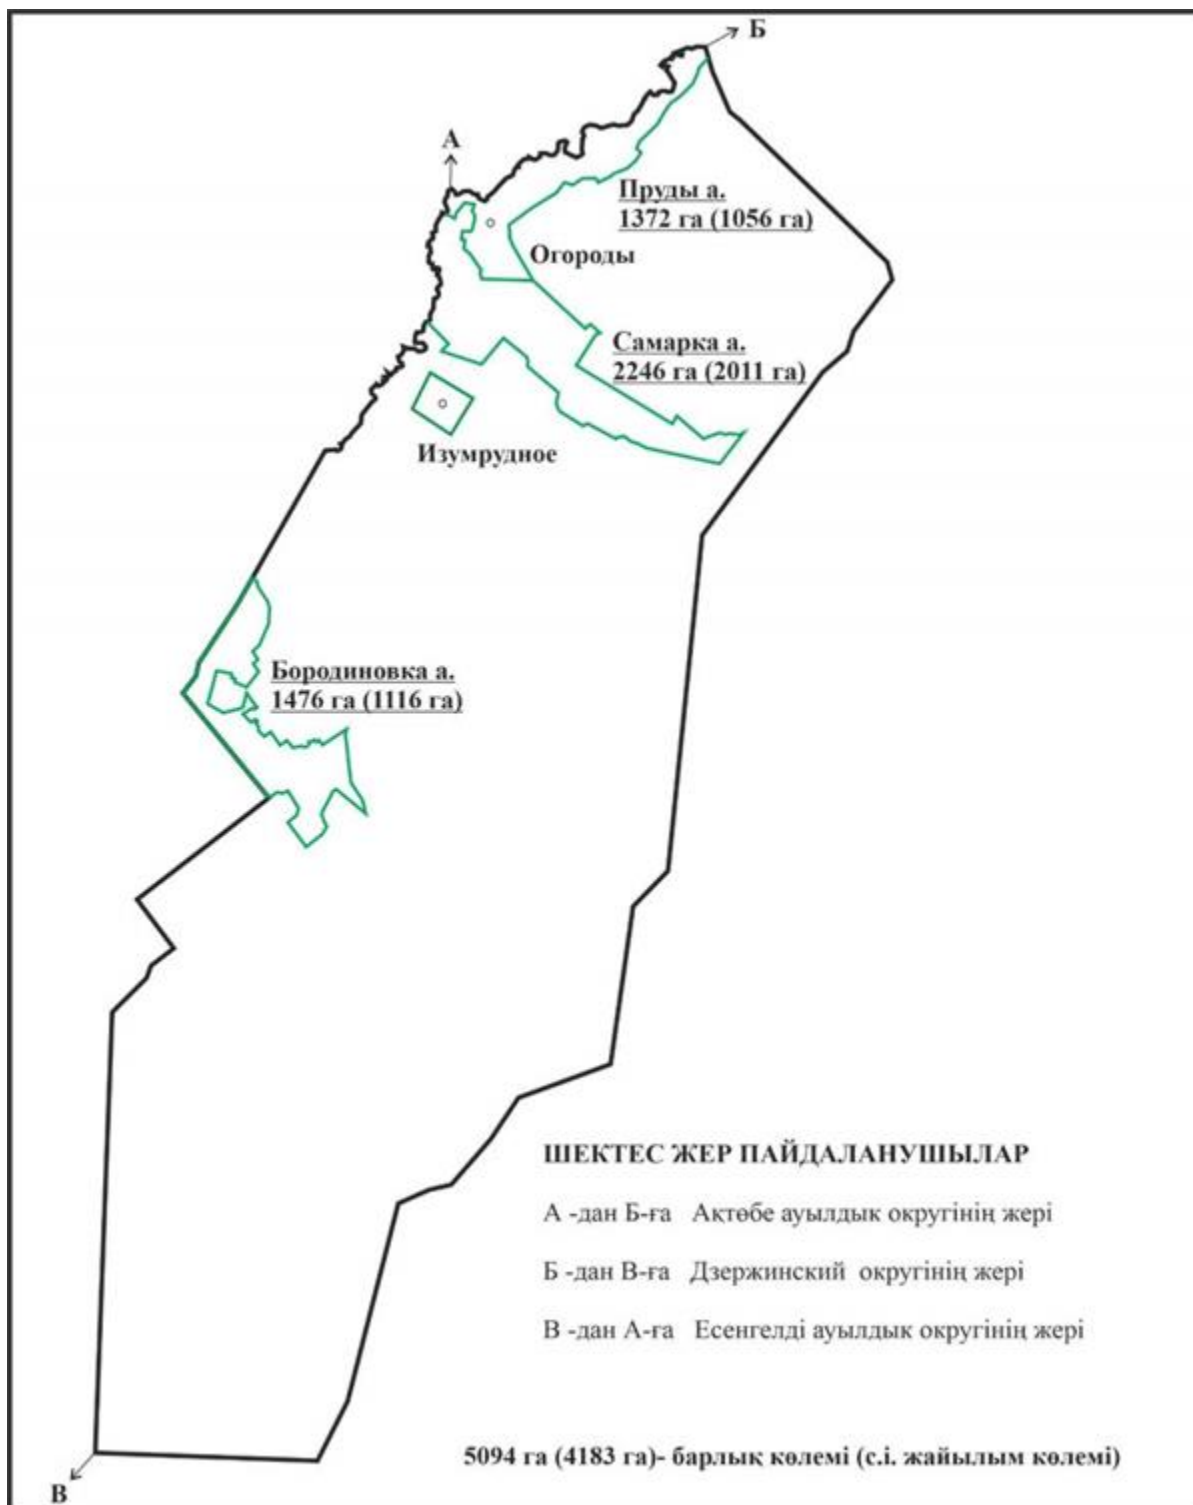 Б
А
Пруды а.
1372 га (1056 га)
Огороды
Самарка а.
2246 га (2011 га)
Изумрудное
Бородиновка а.
1476 га (1116 га)
ШЕКТЕС ЖЕР ПАЙДАЛАНУШЫЛАР
А -дан Б-ға Ақтөбе ауылдық округінің жері
Б -дан В-ға Дзержинский округінің жері
В -дан А-ға Есенгелді ауылдық округінің жері
5094 га (4183 га)- барлық көлемі (с.і. жайылым көлемі)
В